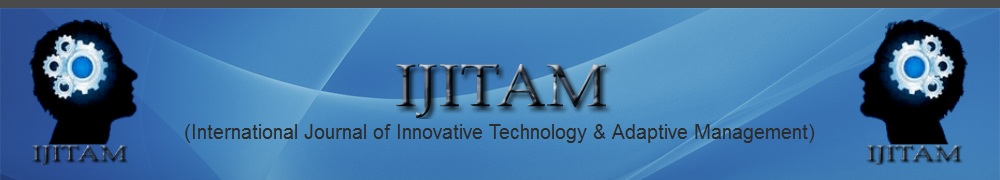 IJITAM
(International Journal of Innovative Technology & Adaptive Management)
IJITAM
IJITAM